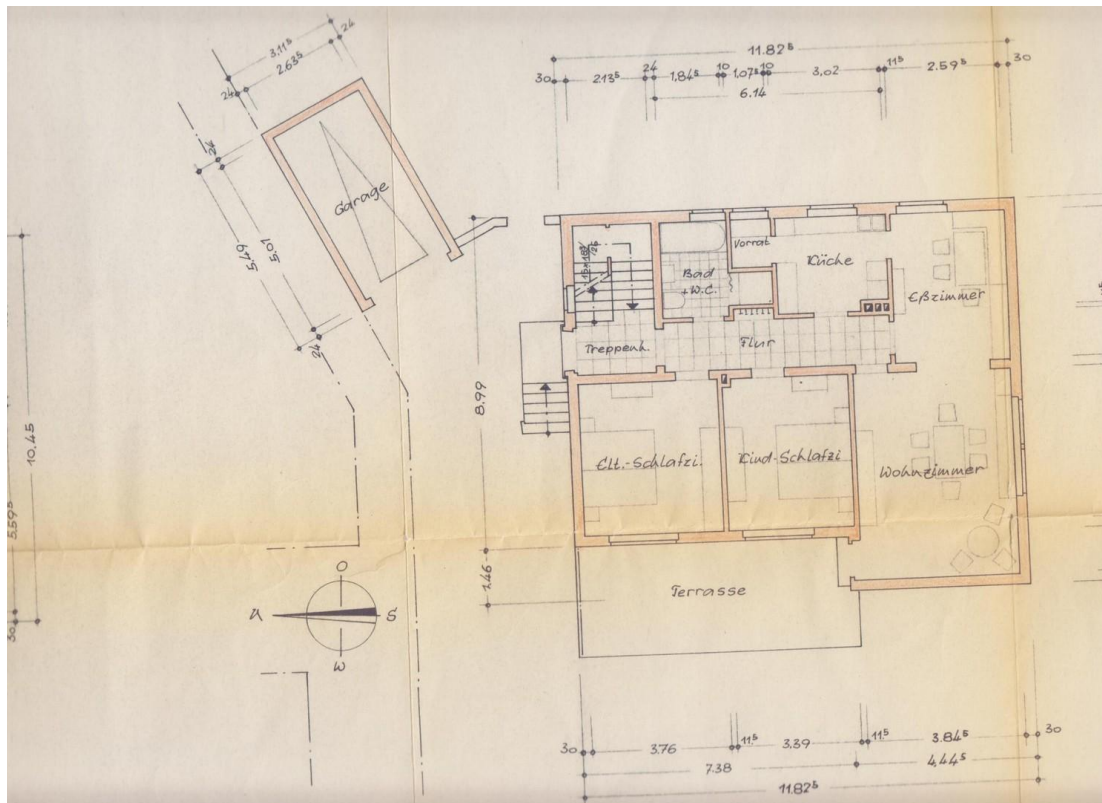 3.11⁵
24
2.63⁵
24
26
5.49
5.01
24
Garage
11.82⁵
30
2.13⁵
24
1.84⁵
10
1.07⁵
10
3.02
11⁵
2.59⁵
30
6.14
Vorrat
Bad
+W.C.
Küche
Eßzimmer
Treppenh.
Flur
8.99
1.46
Elt.-Schlafzi.
Kind-Schlafzi
Wohnzimmer
Terrasse
10.45
5.59⁵
30
O
N
S
W
30
3.76
11⁵
3.39
11⁵
3.84⁵
30
7.38
4.44⁵
11.82⁵